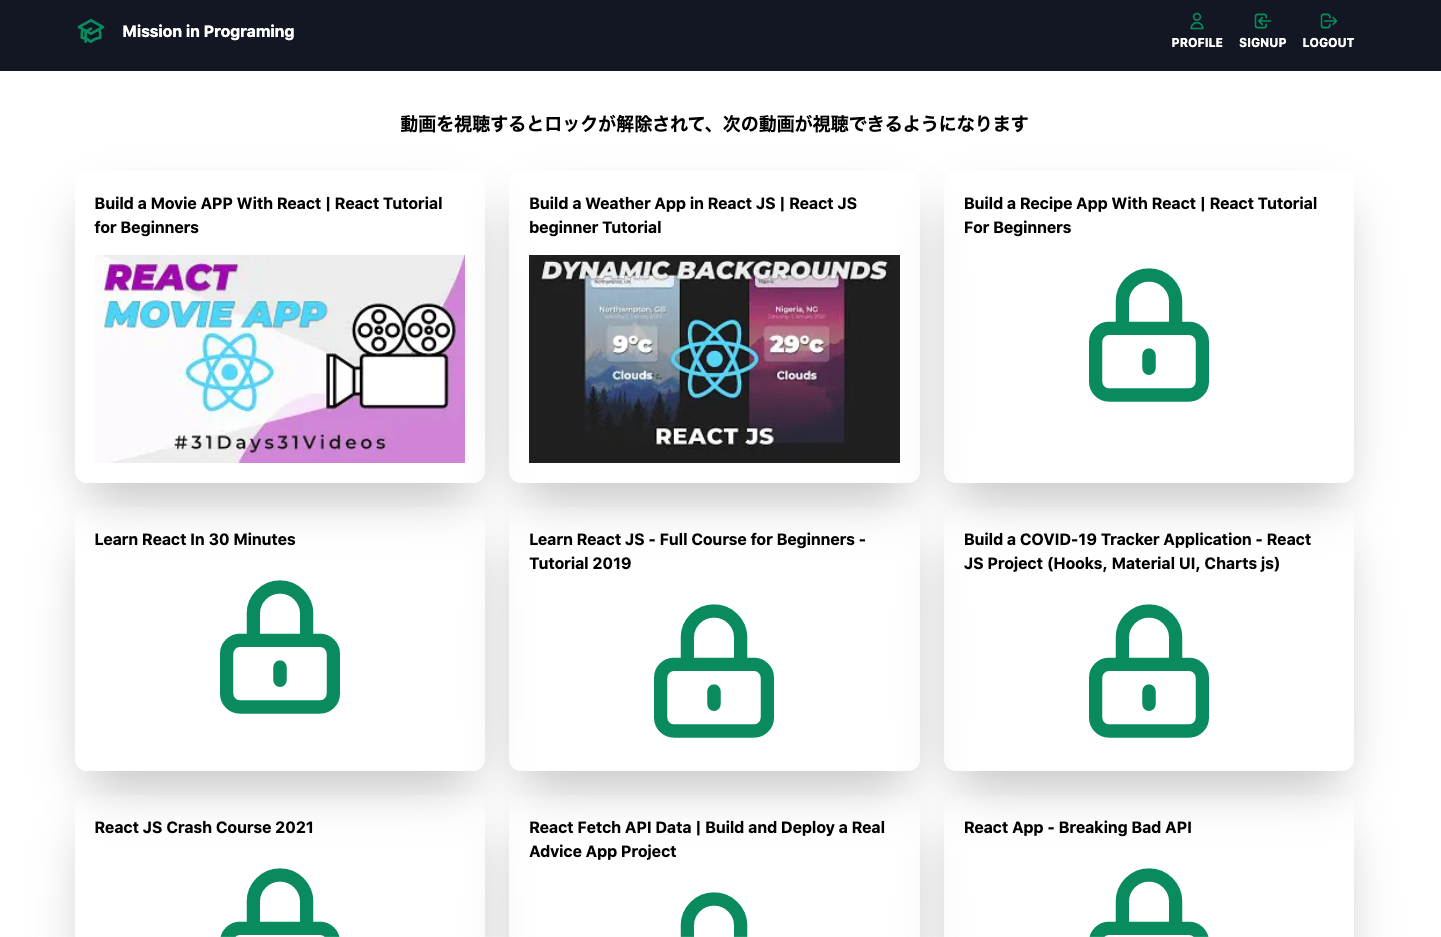 Mission in Programing
PROFILE
SIGNUP
LOGOUT
動画を視聴するとロックが解除されて、次の動画が視聴できるようになります
Build a Movie APP With React | React Tutorial
for Beginners
REACT
MOVIE APP
#31Days31Videos
Build a Weather App in React JS | React JS
beginner Tutorial
DYNAMIC BACKGROUNDS
Northampton, GB
9°c
Clouds
Nigeria, NG
29°c
Clouds
REACT JS
Build a Recipe App With React | React Tutorial
For Beginners
Learn React In 30 Minutes
Learn React JS - Full Course for Beginners -
Tutorial 2019
Build a COVID-19 Tracker Application - React
JS Project (Hooks, Material UI, Charts js)
React JS Crash Course 2021
React Fetch API Data | Build and Deploy a Real
Advice App Project
React App - Breaking Bad API